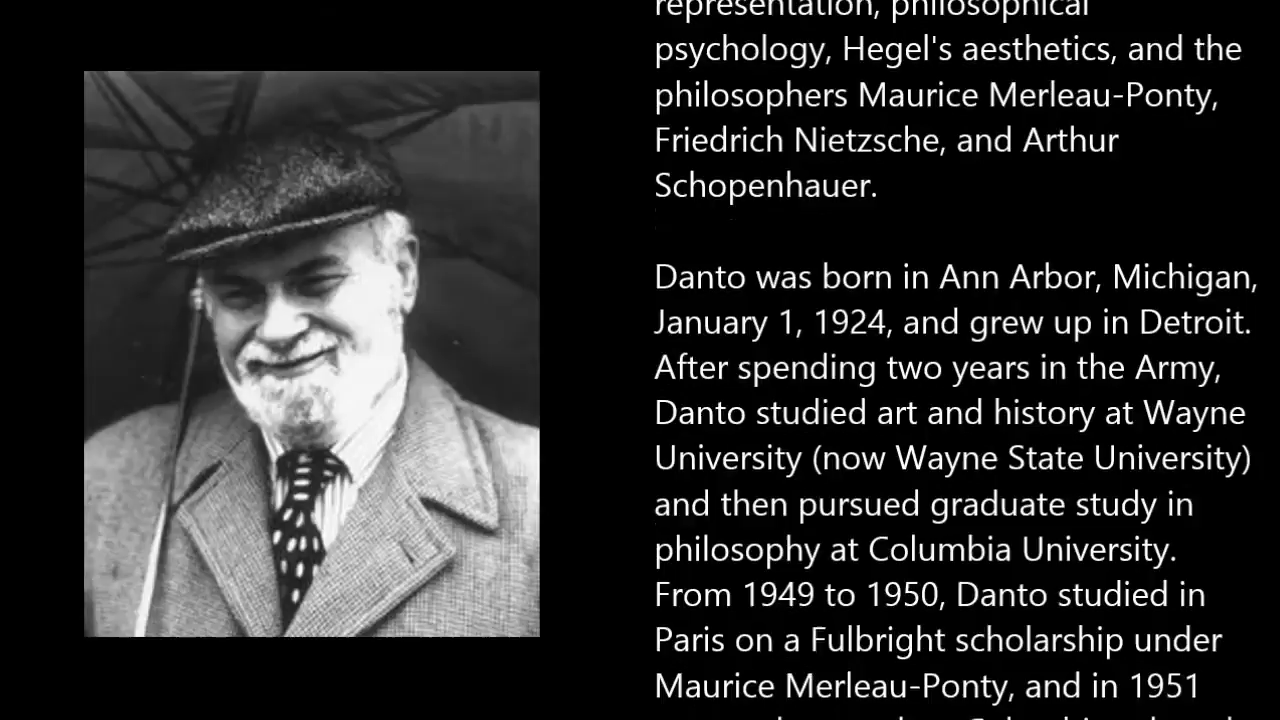 representation, philosophical
psychology, Hegel's aesthetics, and the
philosophers Maurice Merleau-Ponty,
Friedrich Nietzsche, and Arthur
Schopenhauer.
Danto was born in Ann Arbor, Michigan,
January 1, 1924, and grew up in Detroit.
After spending two years in the Army,
Danto studied art and history at Wayne
University (now Wayne State University)
and then pursued graduate study in
philosophy at Columbia University.
From 1949 to 1950, Danto studied in
Paris on a Fulbright scholarship under
Maurice Merleau-Ponty, and in 1951